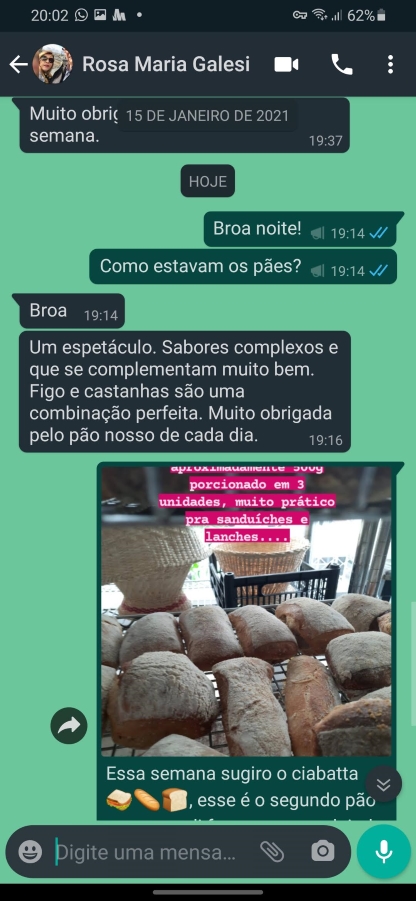 20:02
62%
Rosa Maria Galesi
Muito obrig
15 DE JANEIRO DE 2021
semana.
19:37
HOJE
Broa noite!
19:14
Como estavam os pães?
19:14
Broa
19:14
Um espetáculo. Sabores complexos e
que se complementam muito bem.
Figo e castanhas são uma
combinação perfeita. Muito obrigada
pelo pão nosso de cada dia.
19:16
aproximadamente 500g
porcionado em 3
unidades, muito prático
pra sanduíches e
lanches....
Essa semana sugiro o ciabatta
🥪🥖🍞, esse é o segundo pão
Digite uma mensa...